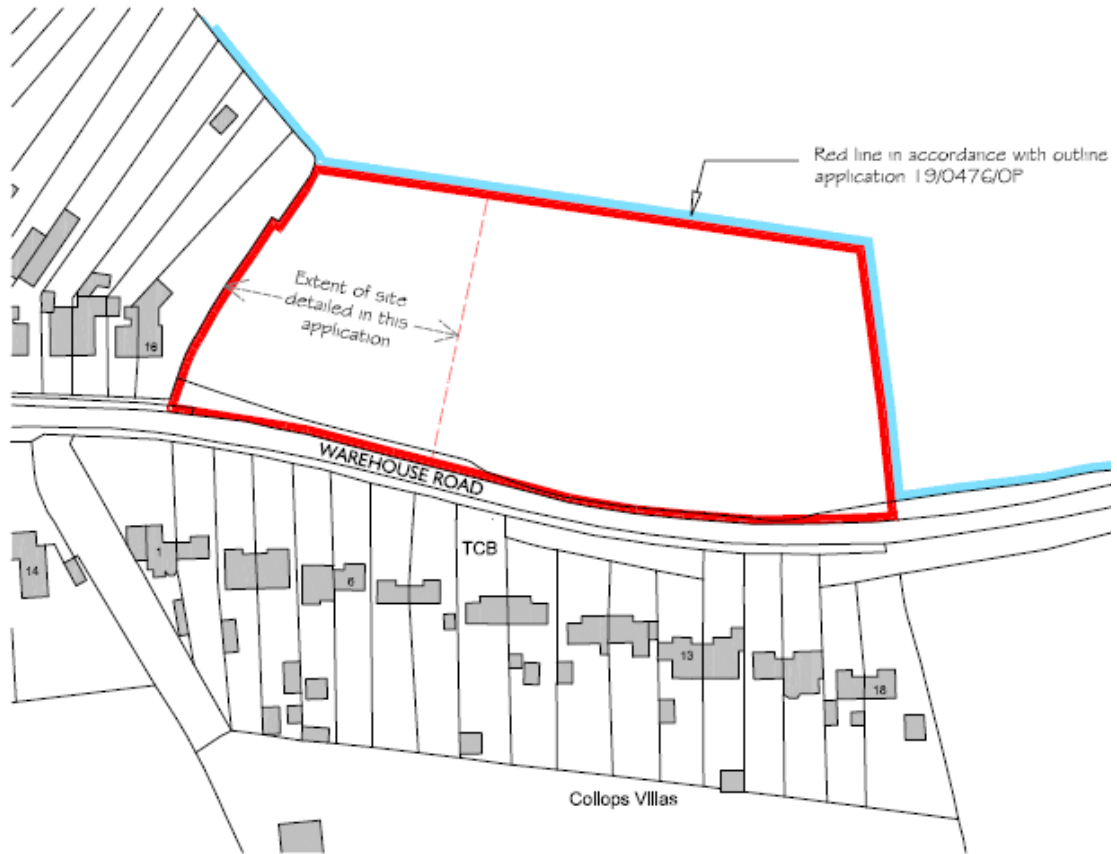 Red line in accordance with outline
application 19/0476/OP
Extent of site
detailed in this
application
16
WAREHOUSE ROAD
TCB
14
1
6
13
18
Collops Villas